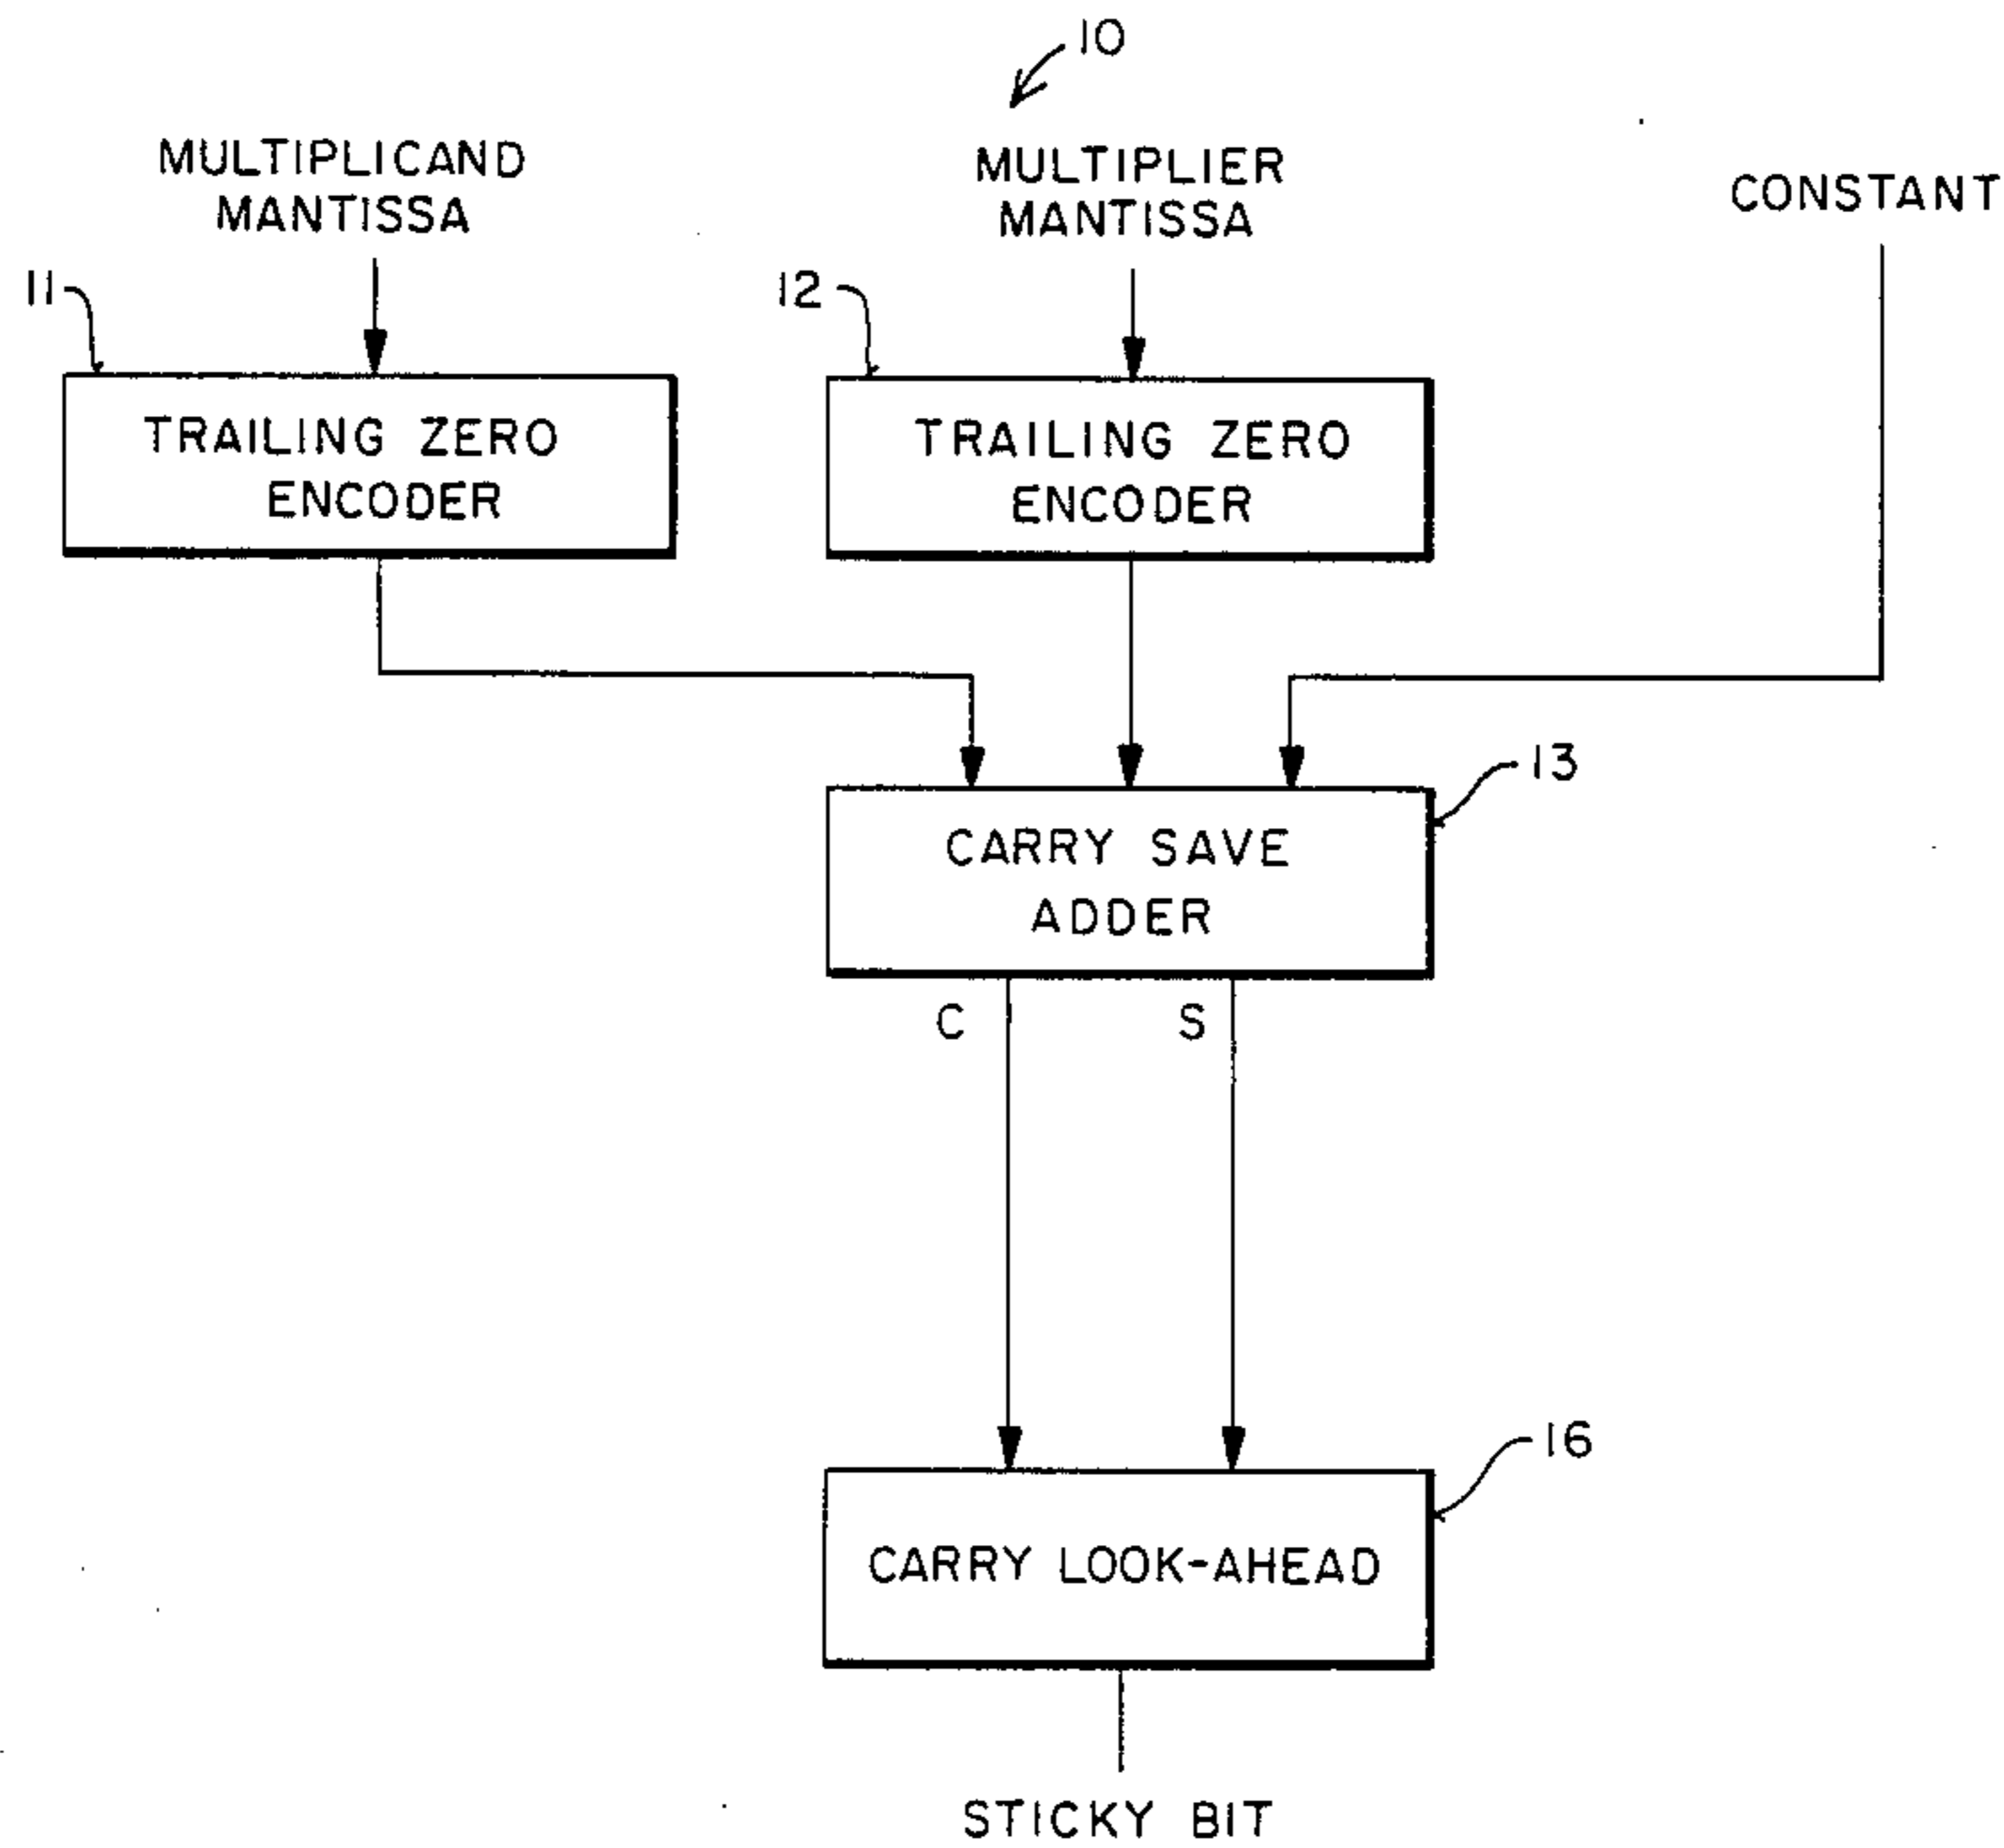 10
MULTIPLICAND
MANTISSA
MULTIPLIER
MANTISSA
CONSTANT
11
12
TRAILING ZERO
ENCODER
TRAILING ZERO
ENCODER
13
CARRY SAVE
ADDER
C
S
16
CARRY LOOK-AHEAD
STICKY BIT